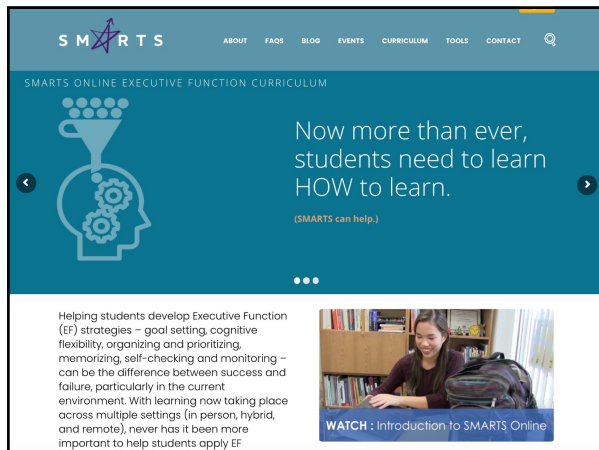 SMARTS
ABOUT FAQS BLOG EVENTS CURRICULUM TOOLS CONTACT
SMARTS ONLINE EXECUTIVE FUNCTION CURRICULUM
Now more than ever,
students need to learn
HOW to learn.
(SMARTS can help.)
Helping students develop Executive Function
(EF) strategies – goal setting, cognitive
flexibility, organizing and prioritizing,
memorizing, self-checking and monitoring –
can be the difference between success and
failure, particularly in the current
environment. With learning now taking place
across multiple settings (in person, hybrid,
and remote), never has it been more
important to help students apply EF
WATCH : Introduction to SMARTS Online